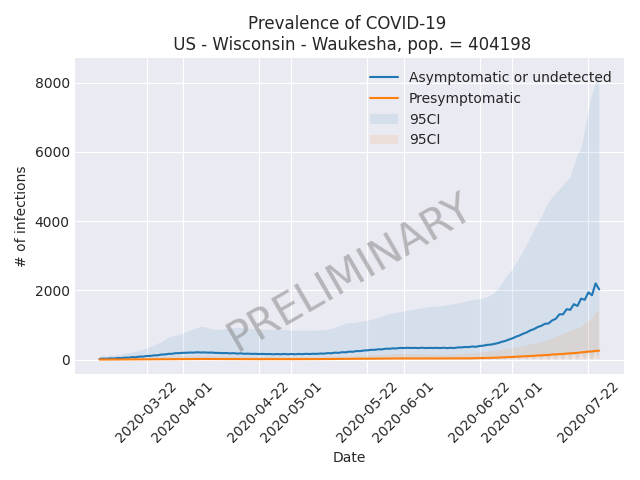 Prevalence of COVID-19
US - Wisconsin - Waukesha, pop. = 404198
Asymptomatic or undetected
Presymptomatic
95CI
95CI
8000
6000
4000
2000
0
# of infections
PRELIMINARY
2020-03-22
2020-04-01
2020-04-22
2020-05-01
2020-05-22
2020-06-01
2020-06-22
2020-07-01
2020-07-22
Date